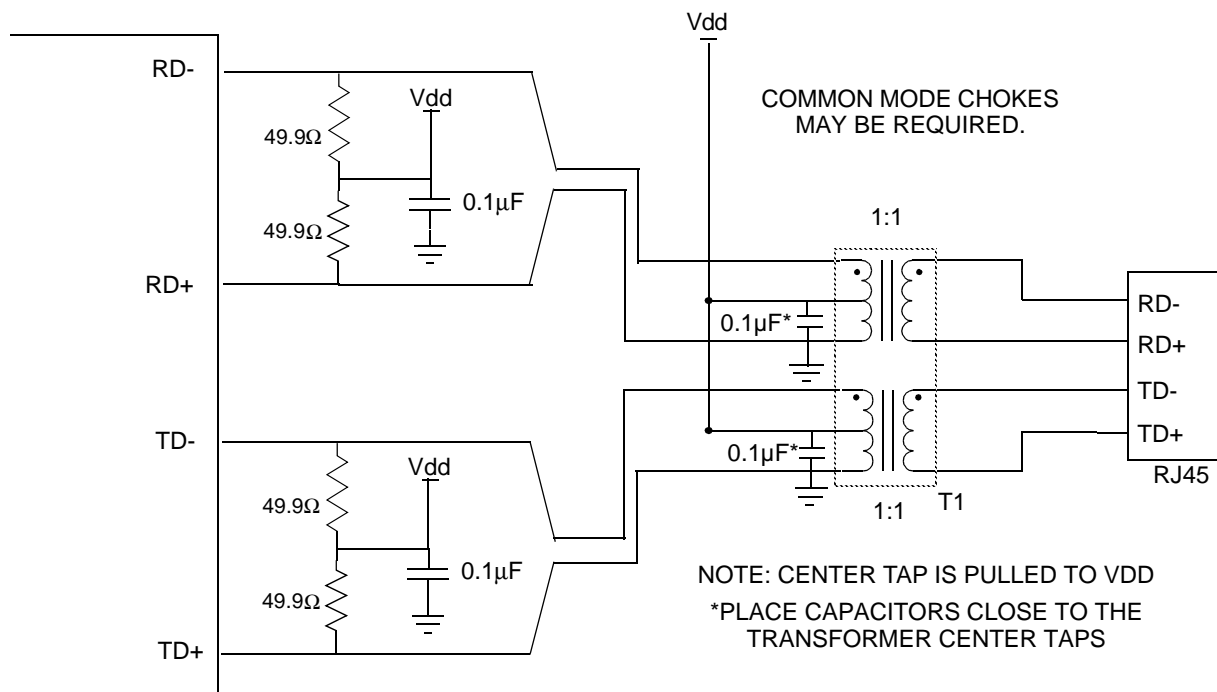 Vdd
RD-
Vdd
COMMON MODE CHOKES
MAY BE REQUIRED.
49.9Ω
0.1µF
49.9Ω
1:1
RD+
RD-
0.1µF*
RD+
TD-
TD-
TD+
Vdd
0.1µF*
RJ45
49.9Ω
1:1
T1
0.1µF
NOTE: CENTER TAP IS PULLED TO VDD
49.9Ω
*PLACE CAPACITORS CLOSE TO THE
TRANSFORMER CENTER TAPS
TD+